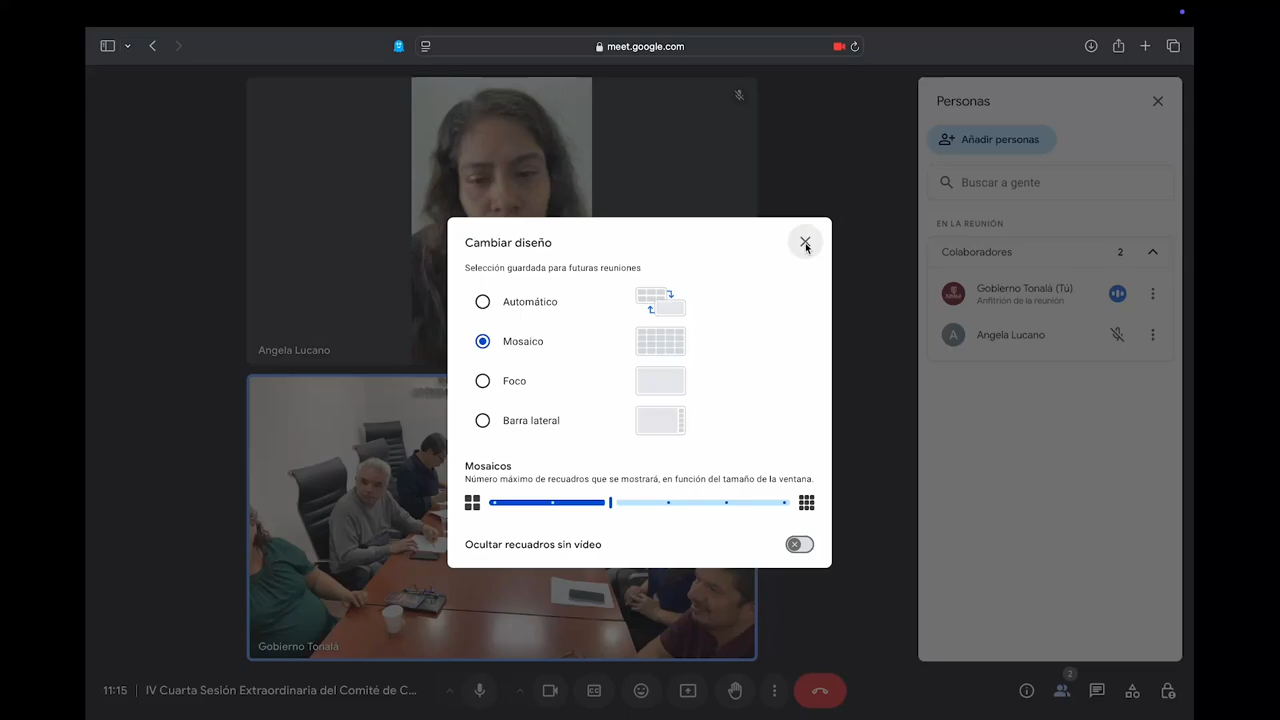 meet.google.com
Personas
Añadir personas
Buscar a gente
EN LA REUNIÓN
Colaboradores 2
Gobierno Tonalá (Tú)
Anfitrión de la reunión
A Angela Lucano
Cambiar diseño
Selección guardada para futuras reuniones
Automático
Mosaico
Foco
Barra lateral
Mosaicos
Número máximo de recuadros que se mostrará, en función del tamaño de la ventana.
Ocultar recuadros sin vídeo
Angela Lucano
Gobierno Tonalá
11:15 | IV Cuarta Sesión Extraordinaria del Comité de C...
2